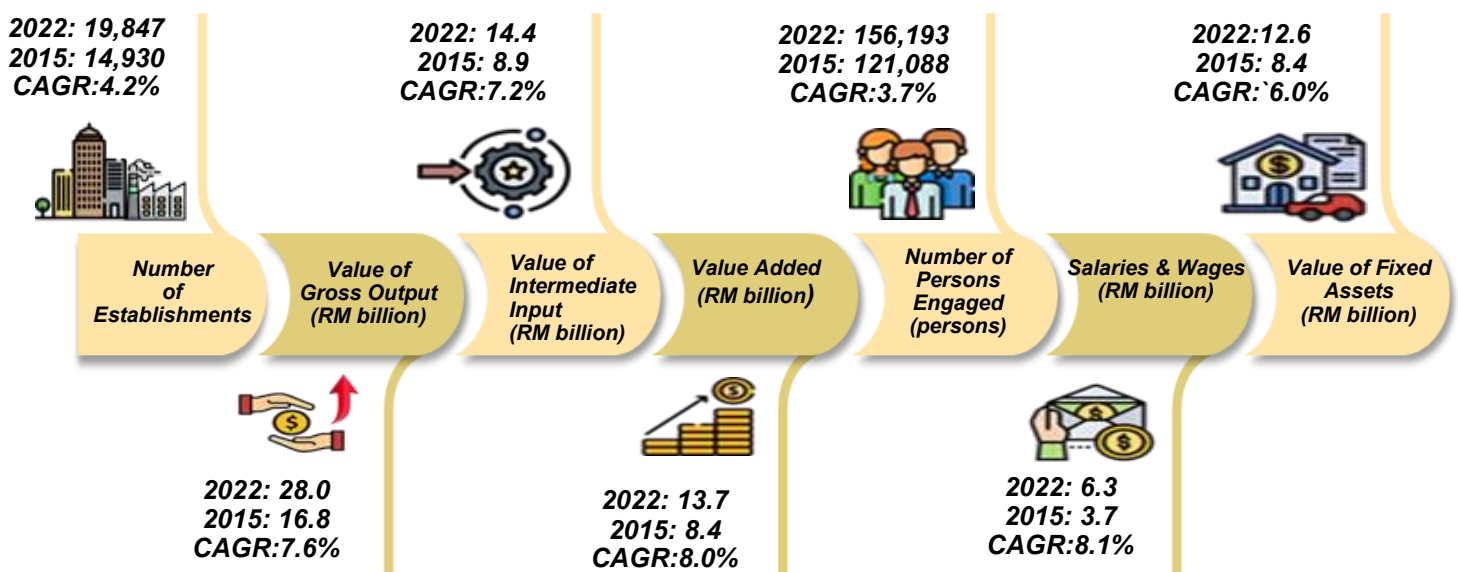 2022: 19,847
2015: 14,930
CAGR:4.2%
Number
of
Establishments
2022: 28.0
2015: 16.8
CAGR:7.6%
Value of
Gross Output
(RM billion)
2022: 14.4
2015: 8.9
CAGR:7.2%
Value of
Intermediate
Input
(RM billion)
2022: 13.7
2015: 8.4
CAGR:8.0%
Value Added
(RM billion)
2022: 156,193
2015: 121,088
CAGR:3.7%
Number of
Persons
Engaged
(persons)
2022: 6.3
2015: 3.7
CAGR:8.1%
Salaries & Wages
(RM billion)
2022:12.6
2015: 8.4
CAGR:`6.0%
Value of Fixed
Assets
(RM billion)